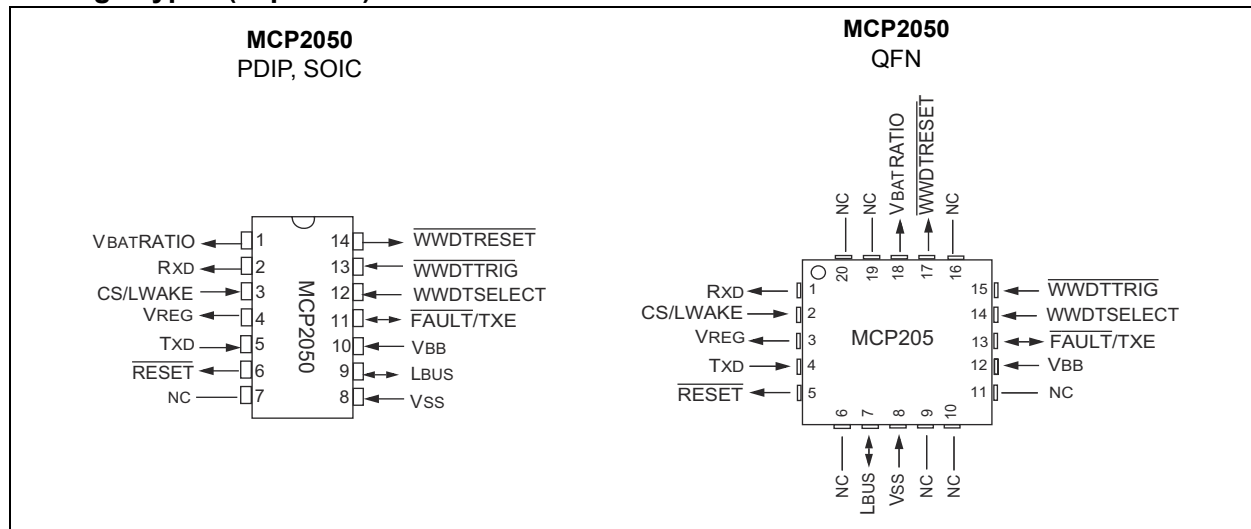 MCP2050
PDIP, SOIC
VBATRATIO 1
RXD 2
CS/LWAKE 3
VREG 4
TXD 5
RESET 6
NC 7
MCP2050
14 WWDTRESET
13 WWDTTRIG
12 WWDTSELECT
11 FAULT/TXE
10 VBB
9 LBUS
8 VSS
MCP2050
QFN
NC NC VBATRATIO WWDTRESET NC
20 19 18 17 16
RXD 1
CS/LWAKE 2
VREG 3
TXD 4
RESET 5
MCP205
15 WWDTTRIG
14 WWDTSELECT
13 FAULT/TXE
12 VBB
11 NC
6 7 8 9 10
NC LBUS VSS NC NC